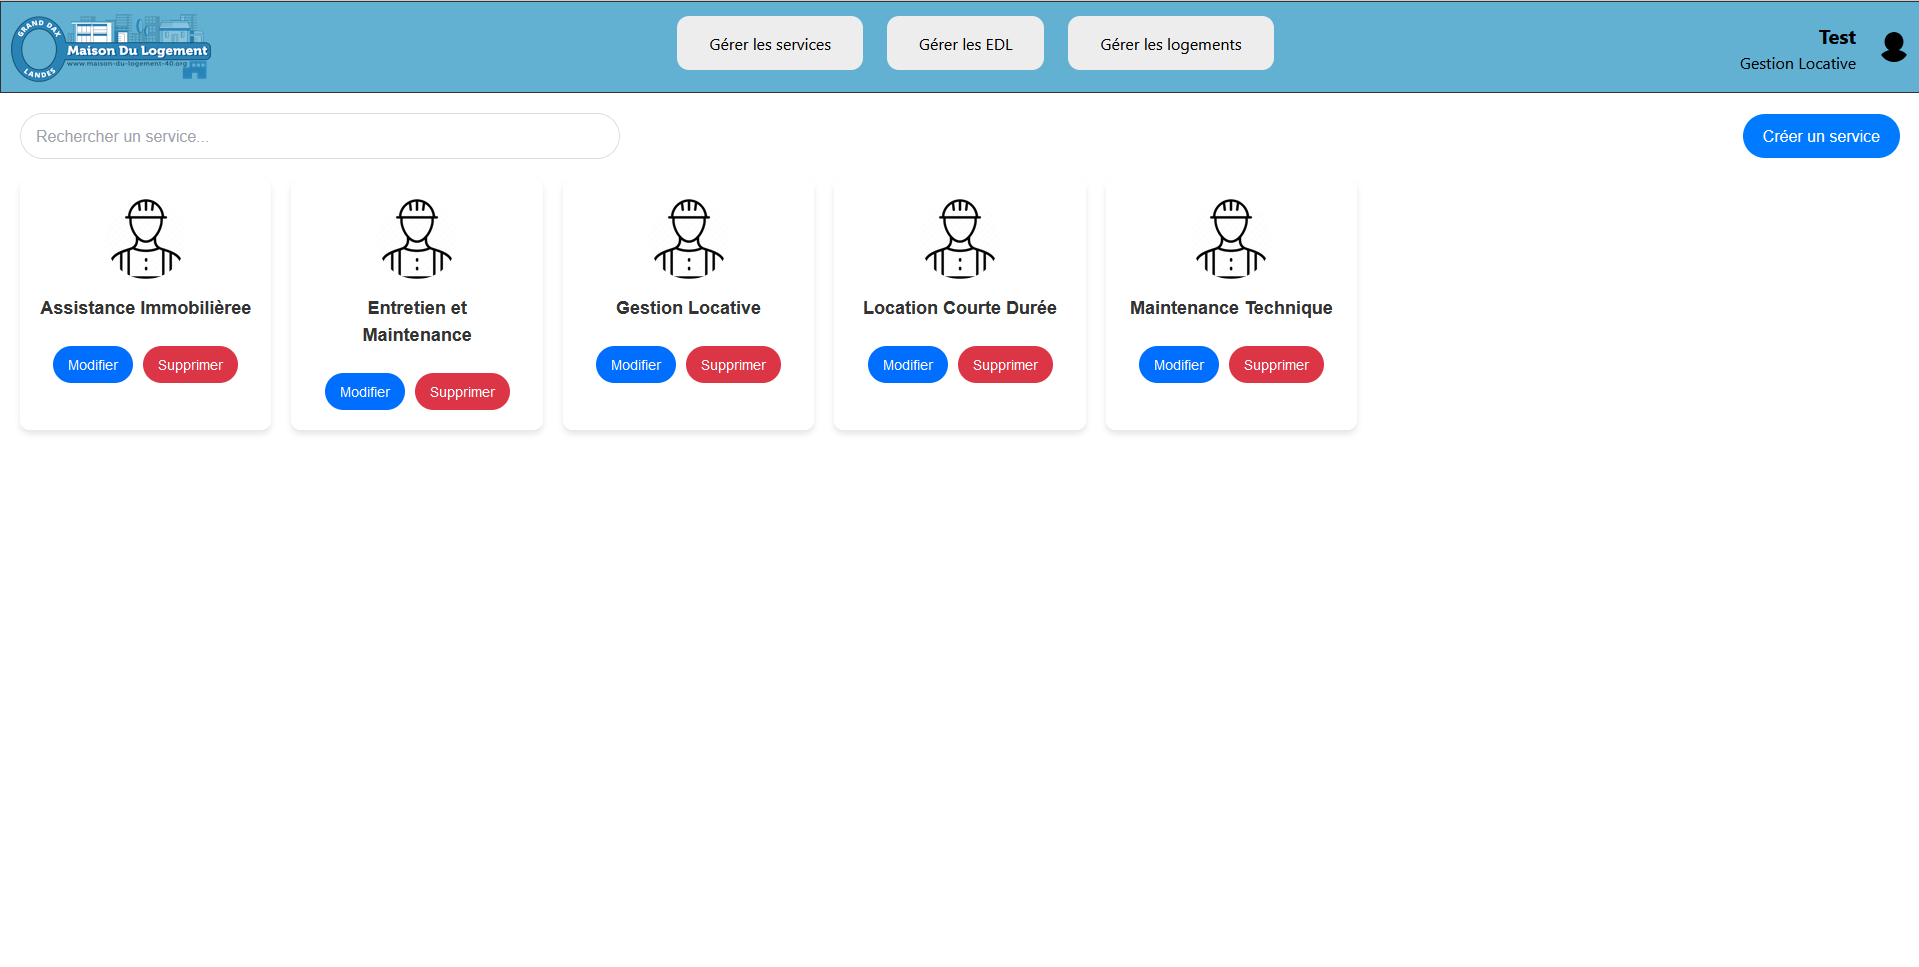 GRAND DAX
Maison Du Logement
www.maison-du-logement-40.org
LANDES
Gérer les services
Gérer les EDL
Gérer les logements
Test
Gestion Locative
Rechercher un service...
Créer un service
Assistance Immobilièree
Modifier
Supprimer
Entretien et
Maintenance
Modifier
Supprimer
Gestion Locative
Modifier
Supprimer
Location Courte Durée
Modifier
Supprimer
Maintenance Technique
Modifier
Supprimer